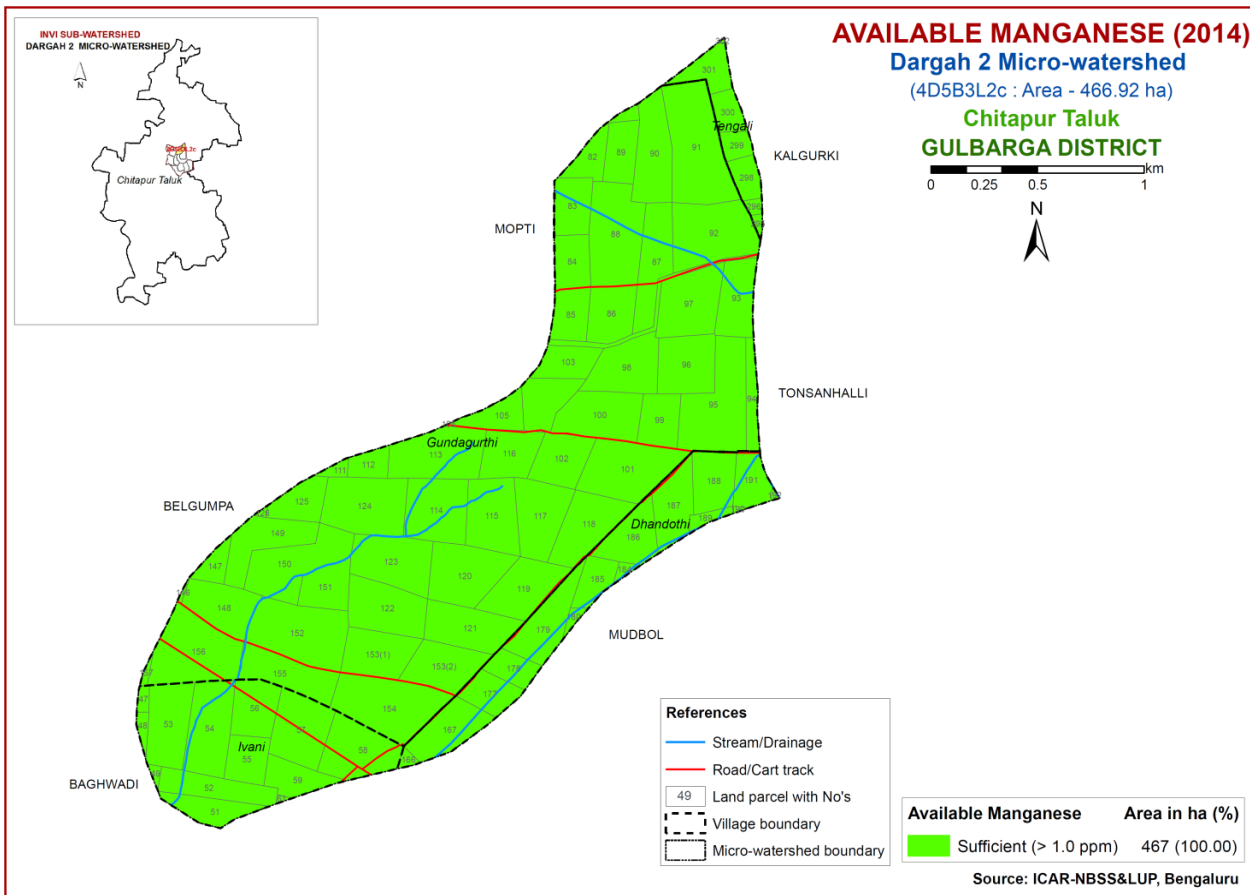 INVI SUB-WATERSHED
DARGAH 2 MICRO-WATERSHED
N
Chitapur Taluk
AVAILABLE MANGANESE (2014)
Dargah 2 Micro-watershed
(4D5B3L2c : Area - 466.92 ha)
Chitapur Taluk
GULBARGA DISTRICT
km
0 0.25 0.5 1
N
301
300
Tengali
91
299
KALGURKI
82 89 90
298
83
MOPTI
88
92
84
87
93
97
85 86
103
98
96
TONSANHALLI
105
100
99
95
94
Gundagurthi
113
116
102
101
111
112
188
191
125
124
187
BELGUMPA
114
115
117
118
Dhandothi
189
149
186
147
150
123
151
120
185
148
122
119
152
121
179
MUDBOL
156
153(1)
153(2)
178
155
177
47
154
56
48
53
54
57
167
Ivani
58
55
166
BAGHWADI
59
52
51
References
Stream/Drainage
Road/Cart track
49 Land parcel with No's
Village boundary
Micro-watershed boundary
Available Manganese Area in ha (%)
Sufficient (> 1.0 ppm) 467 (100.00)
Source: ICAR-NBSS&LUP, Bengaluru